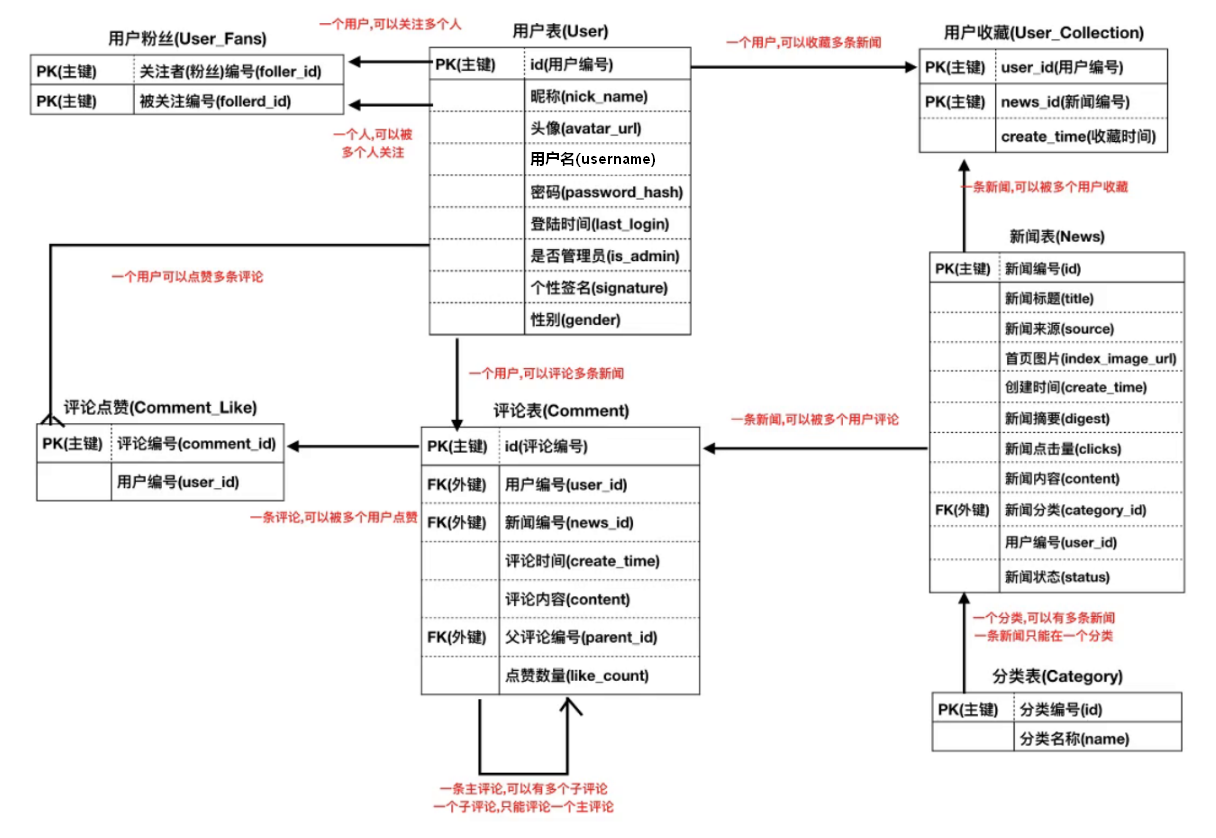 一个用户,可以关注多个人
用户粉丝(User_Fans)
PK(主键) 关注者(粉丝)编号(foller_id)
PK(主键) 被关注编号(follerd_id)
一个人,可以被
多个人关注
用户表(User)
PK(主键) id(用户编号)
昵称(nick_name)
头像(avatar_url)
用户名(username)
密码(password_hash)
登陆时间(last_login)
是否管理员(is_admin)
个性签名(signature)
性别(gender)
一个用户,可以收藏多条新闻
用户收藏(User_Collection)
PK(主键) user_id(用户编号)
PK(主键) news_id(新闻编号)
create_time(收藏时间)
一条新闻,可以被多个用户收藏
一个用户可以点赞多条评论
一个用户,可以评论多条新闻
评论点赞(Comment_Like)
PK(主键) 评论编号(comment_id)
用户编号(user_id)
一条评论,可以被多个用户点赞
评论表(Comment)
PK(主键) id(评论编号)
FK(外键) 用户编号(user_id)
FK(外键) 新闻编号(news_id)
评论时间(create_time)
评论内容(content)
FK(外键) 父评论编号(parent_id)
点赞数量(like_count)
一条主评论,可以有多个子评论
一个子评论,只能评论一个主评论
一条新闻,可以被多个用户评论
新闻表(News)
PK(主键) 新闻编号(id)
新闻标题(title)
新闻来源(source)
首页图片(index_image_url)
创建时间(create_time)
新闻摘要(digest)
新闻点击量(clicks)
新闻内容(content)
FK(外键) 新闻分类(category_id)
用户编号(user_id)
新闻状态(status)
一个分类,可以有多条新闻
一条新闻只能在一个分类
分类表(Category)
PK(主键) 分类编号(id)
分类名称(name)